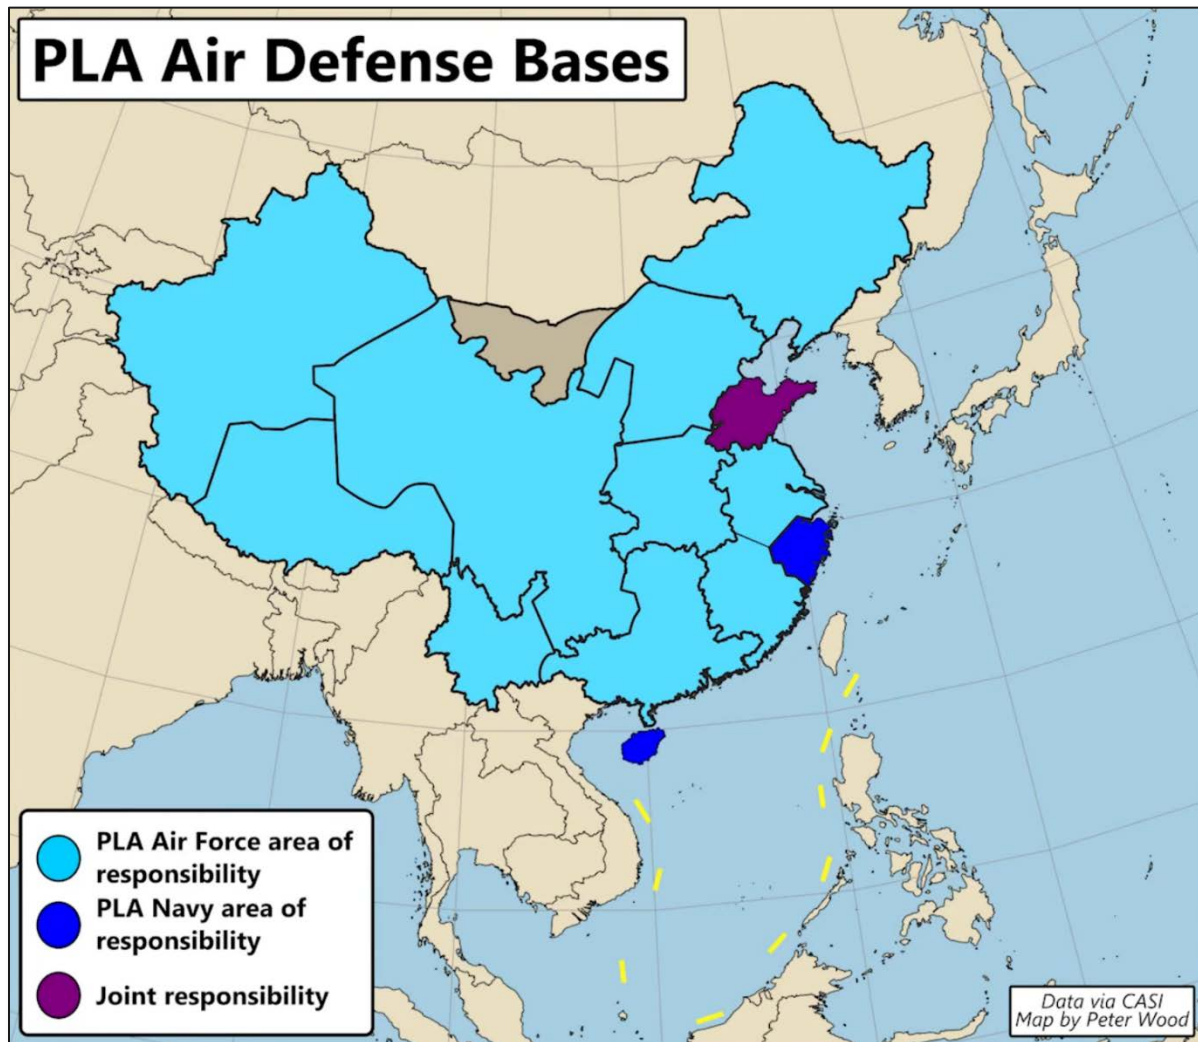 PLA Air Defense Bases
PLA Air Force area of
responsibility
PLA Navy area of
responsibility
Joint responsibility
Data via CASI
Map by Peter Wood